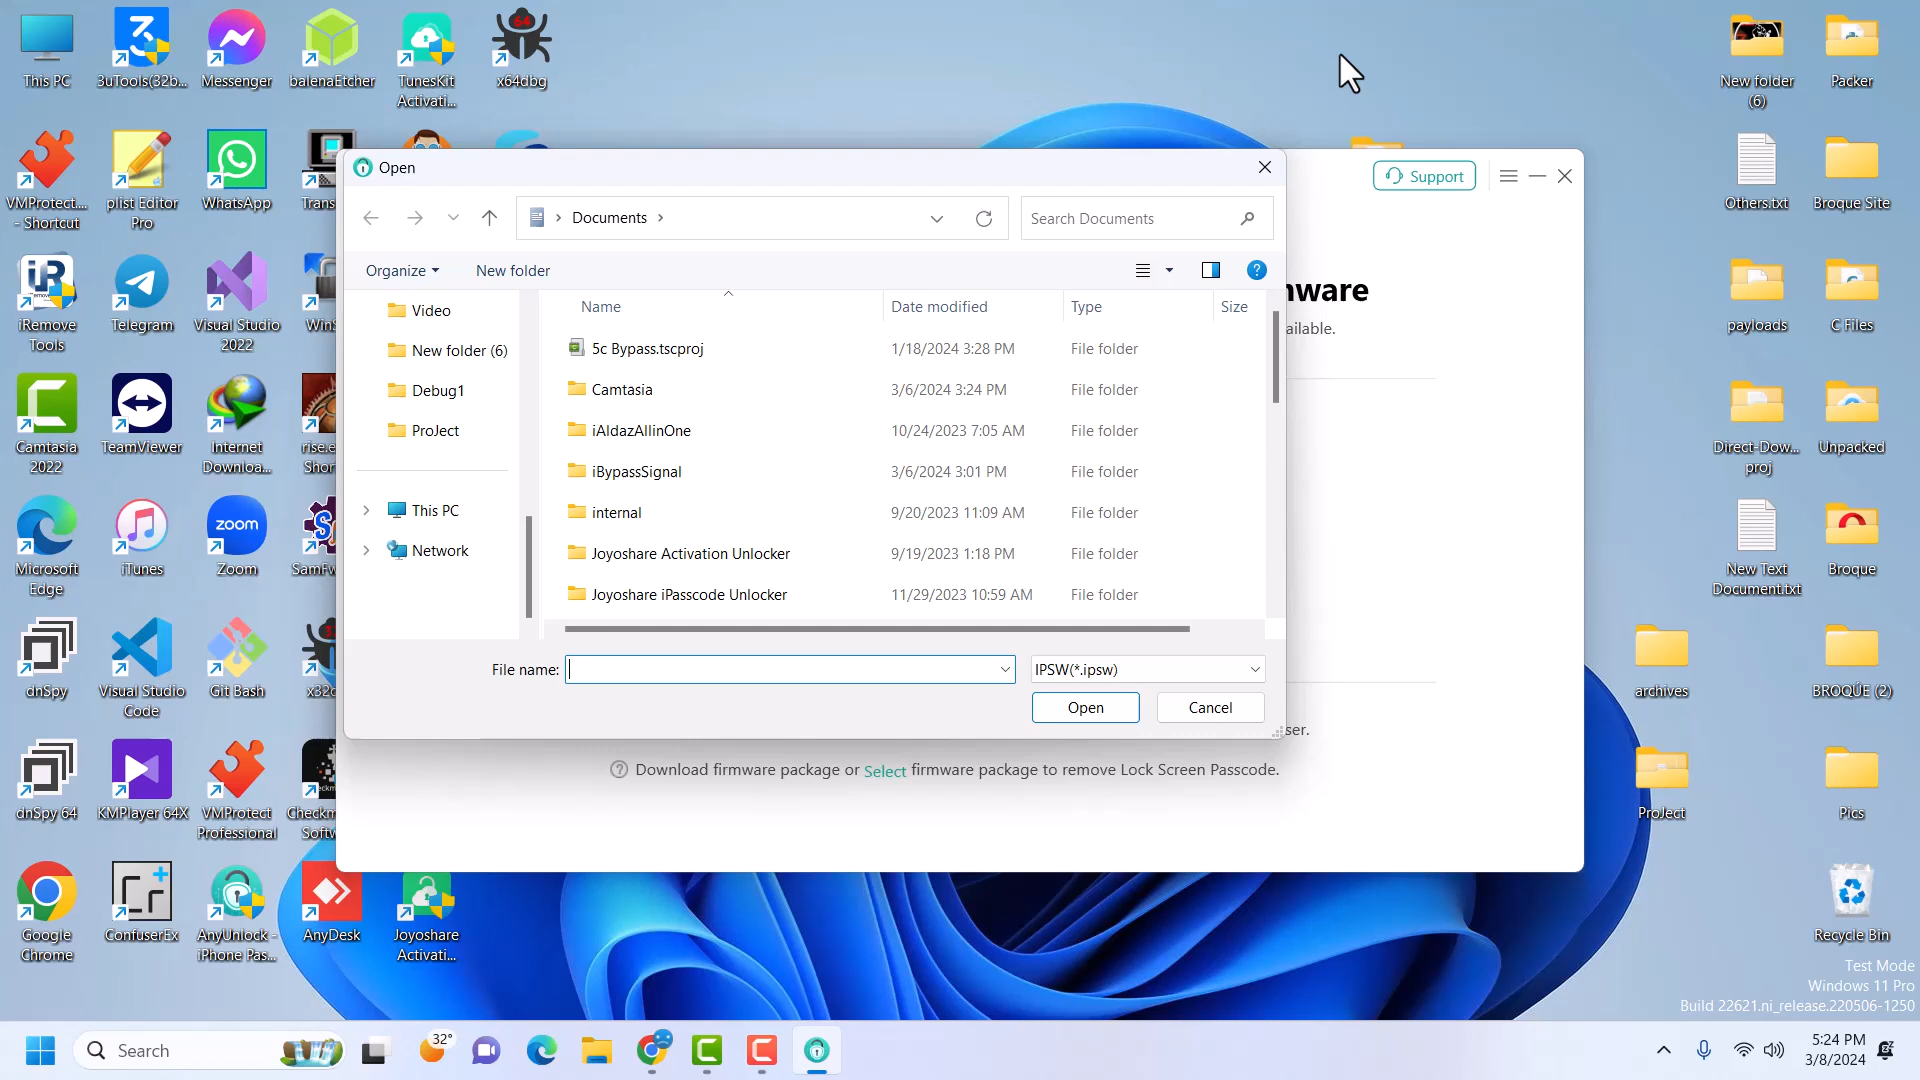 This PC
3uTools(32b...
Messenger
balenaEtcher
TunesKit
Activati...
x64dbg
New folder
(6)
Packer
VMProtect....
- Shortcut
plist Editor
Pro
WhatsApp
Trans
Others.txt
Broque Site
iRemove
Tools
Telegram
Visual Studio
2022
WinS
payloads
C Files
Camtasia
2022
TeamViewer
Internet
Downloa...
rise.e
Shor
Direct-Dow...
proj
Unpacked
Microsoft
Edge
iTunes
zoom
Zoom
SamFw
New Text
Document.txt
Broque
dnSpy
Visual Studio
Code
Git Bash
x32d
archives
BROQUE (2)
dnSpy 64
KMPlayer 64X
VMProtect
Professional
Checkm
Softw
ProJect
Pics
Google
Chrome
ConfuserEx
AnyUnlock -
iPhone Pas...
AnyDesk
Joyoshare
Activati...
Recycle Bin
Open
Support
Documents
Search Documents
Organize
New folder
nware
ailable.
Video
New folder (6)
Debug1
ProJect
This PC
Network
Name Date modified Type Size
5c Bypass.tscproj 1/18/2024 3:28 PM File folder
Camtasia 3/6/2024 3:24 PM File folder
iAldazAllinOne 10/24/2023 7:05 AM File folder
iBypassSignal 3/6/2024 3:01 PM File folder
internal 9/20/2023 11:09 AM File folder
Joyoshare Activation Unlocker 9/19/2023 1:18 PM File folder
Joyoshare iPasscode Unlocker 11/29/2023 10:59 AM File folder
File name:
IPSW(*.ipsw)
Open
Cancel
ser.
Download firmware package or Select firmware package to remove Lock Screen Passcode.
Test Mode
Windows 11 Pro
Build 22621.ni_release.220506-1250
Search
32°
5:24 PM
3/8/2024